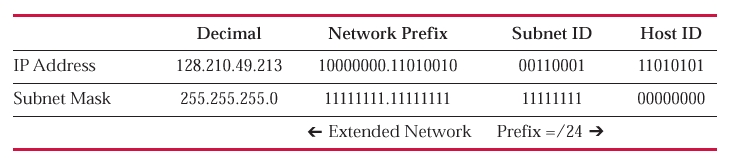 Decimal Network Prefix Subnet ID Host ID
IP Address 128.210.49.213 10000000.11010010 00110001 11010101
Subnet Mask 255.255.255.0 11111111.11111111 11111111 00000000
← Extended Network Prefix =/24 →